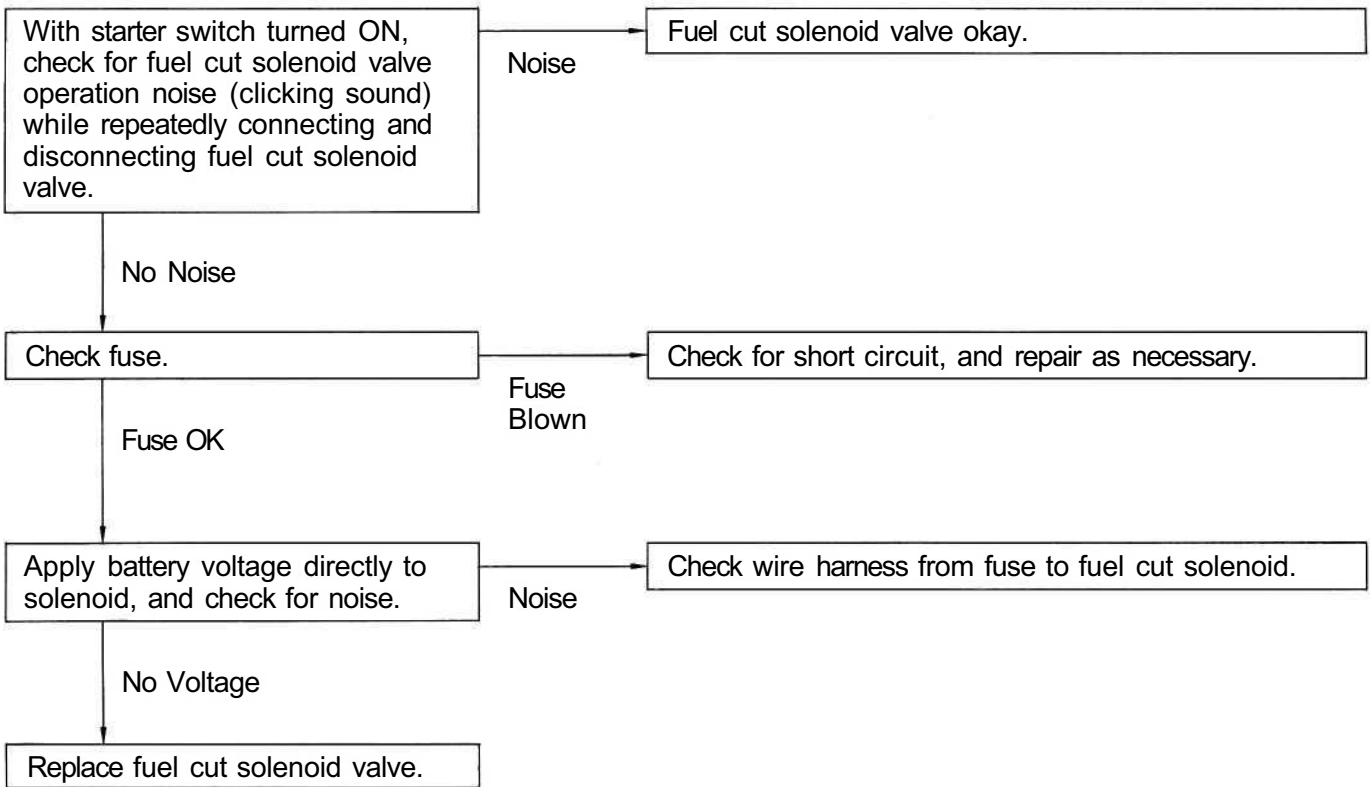 With starter switch turned ON,
check for fuel cut solenoid valve
operation noise (clicking sound)
while repeatedly connecting and
disconnecting fuel cut solenoid
valve.
Noise
Fuel cut solenoid valve okay.
No Noise
Check fuse.
Fuse
Blown
Check for short circuit, and repair as necessary.
Fuse OK
Apply battery voltage directly to
solenoid, and check for noise.
Noise
Check wire harness from fuse to fuel cut solenoid.
No Voltage
Replace fuel cut solenoid valve.